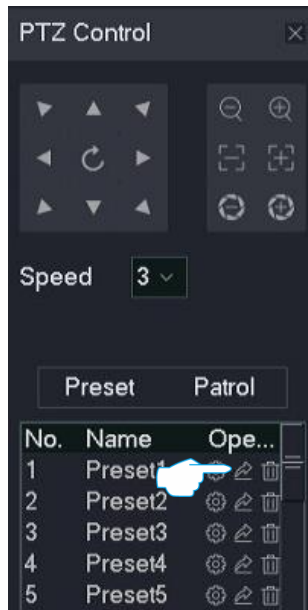 PTZ Control
Speed 3
Preset Patrol
No. Name Ope...
1 Preset1
2 Preset2
3 Preset3
4 Preset4
5 Preset5